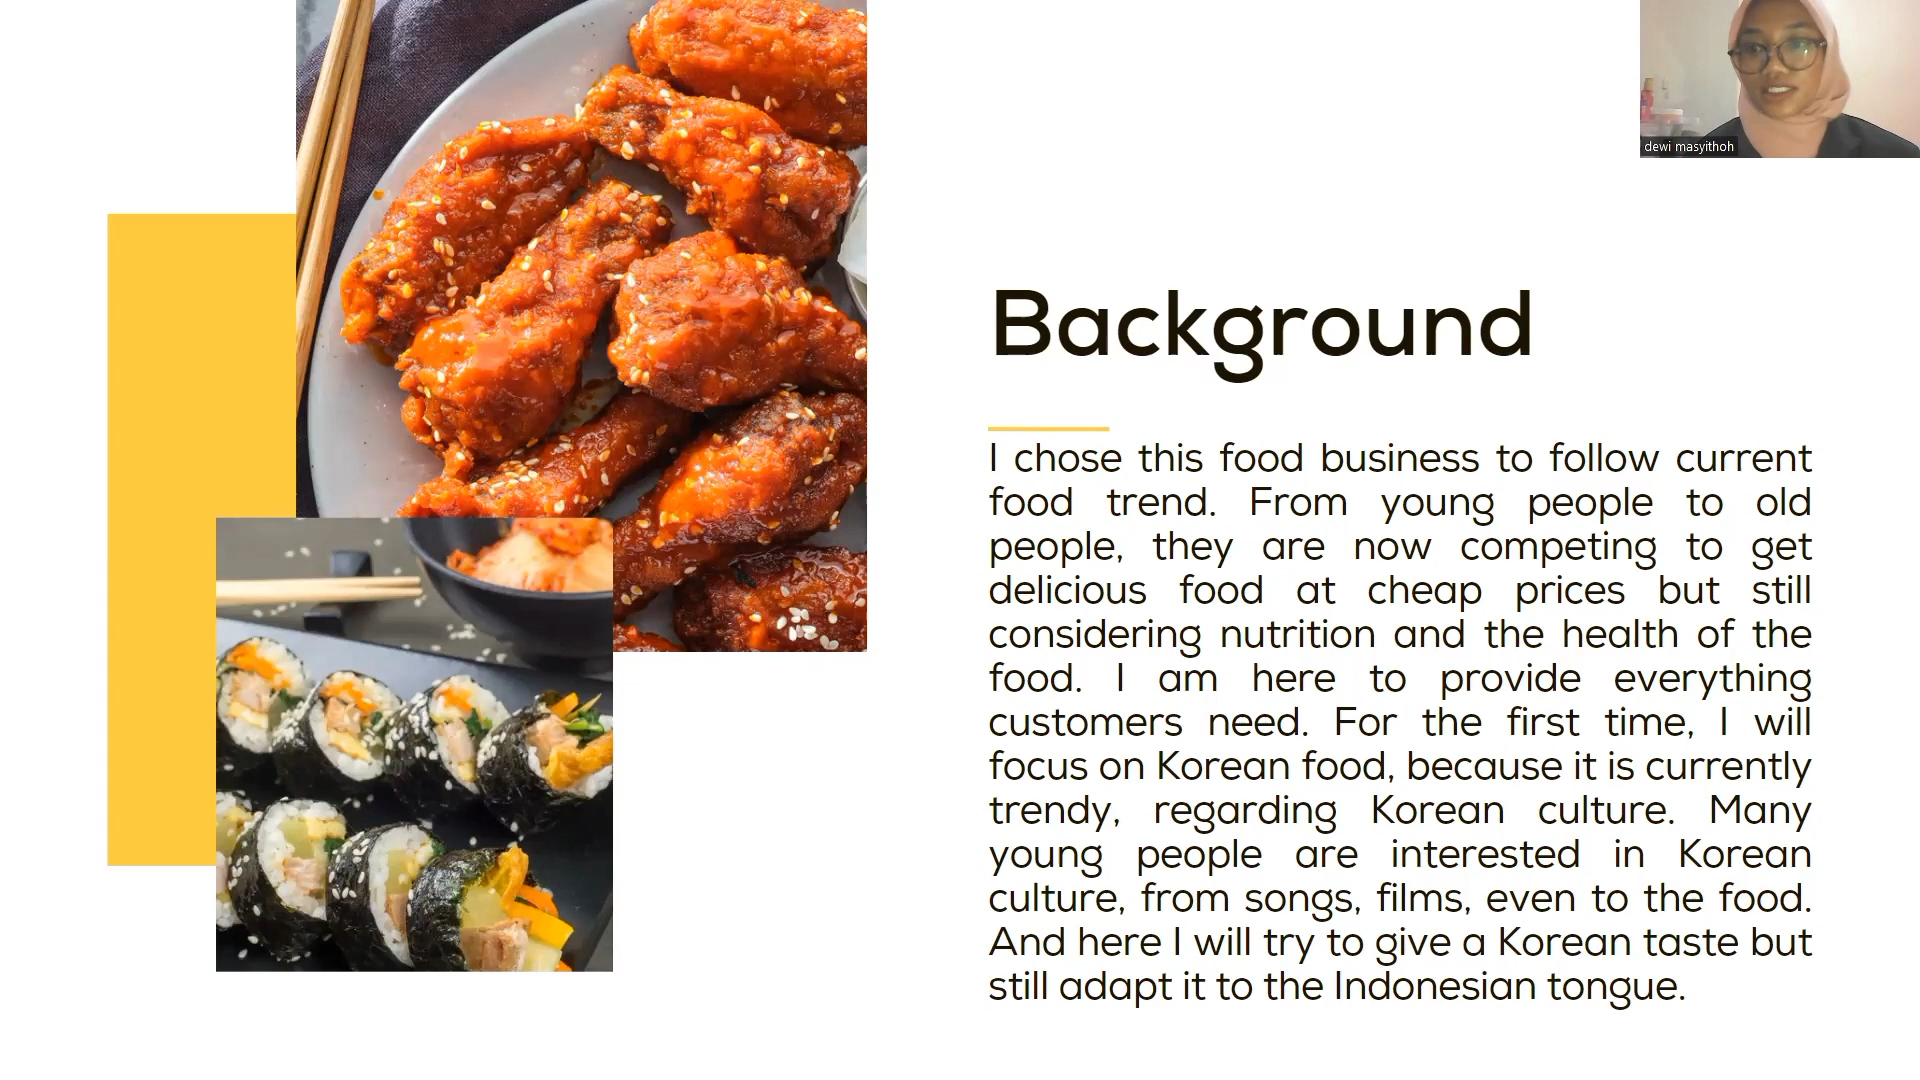 dewi masyithoh
Background
I chose this food business to follow current
food trend. From young people to old
people, they are now competing to get
delicious food at cheap prices but still
considering nutrition and the health of the
food. I am here to provide everything
customers need. For the first time, I will
focus on Korean food, because it is currently
trendy, regarding Korean culture. Many
young people are interested in Korean
culture, from songs, films, even to the food.
And here I will try to give a Korean taste but
still adapt it to the Indonesian tongue.